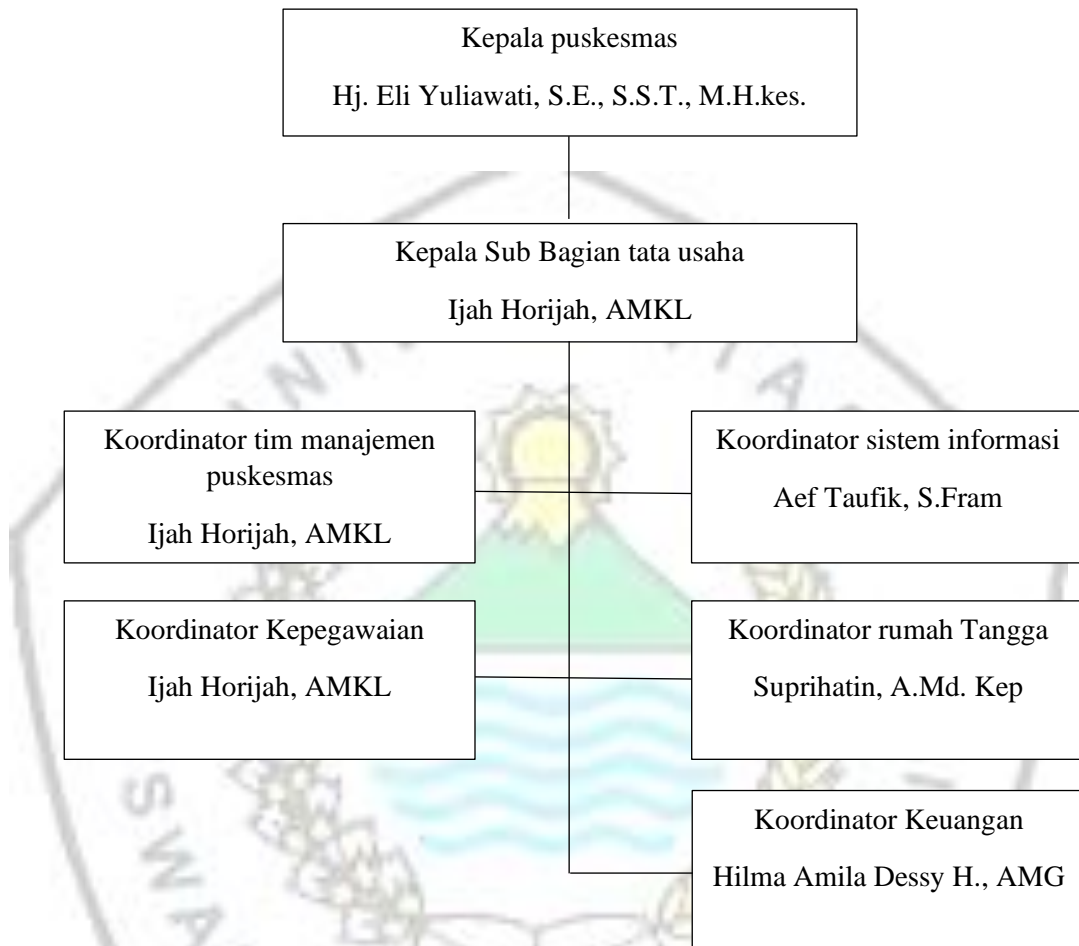 Kepala puskesmas
Hj. Eli Yuliawati, S.E., S.S.T., M.H.kes.
Kepala Sub Bagian tata usaha
Ijah Horijah, AMKL
Koordinator tim manajemen
puskesmas
Ijah Horijah, AMKL
Koordinator sistem informasi
Aef Taufik, S.Fram
Koordinator Kepegawaian
Ijah Horijah, AMKL
Koordinator rumah Tangga
Suprihatin, A.Md. Kep
Koordinator Keuangan
Hilma Amila Dessy H., AMG